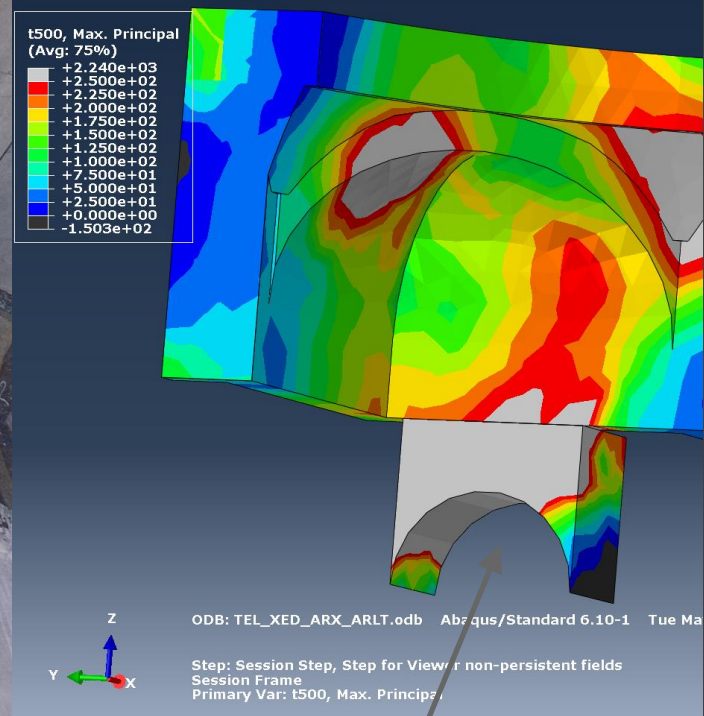 t500, Max. Principal
(Avg: 75%)
+2.240e+03
+2.500e+02
+2.250e+02
+2.000e+02
+1.750e+02
+1.500e+02
+1.250e+02
+1.000e+02
+7.500e+01
+5.000e+01
+2.500e+01
+0.000e+00
-1.503e+02
Z
Y
X
ODB: TEL_XED_ARX_ARLT.odb Abaqus/Standard 6.10-1 Tue
Step: Session Step, Step for Viewer non-persistent fields
Session Frame
Primary Var: t500, Max. Principal